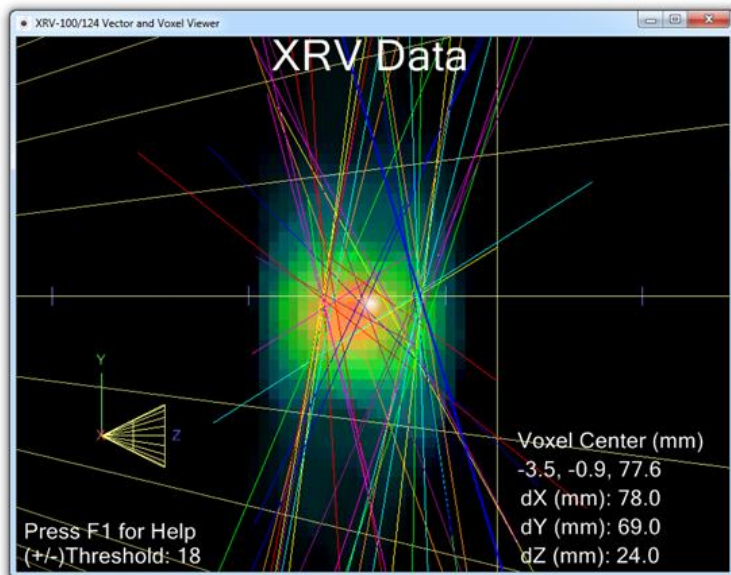 XRV-100/124 Vector and Voxel Viewer
XRV Data
Y
X Z
Voxel Center (mm)
-3.5, -0.9, 77.6
dX (mm): 78.0
dY (mm): 69.0
dZ (mm): 24.0
Press F1 for Help
(+/-)Threshold: 18